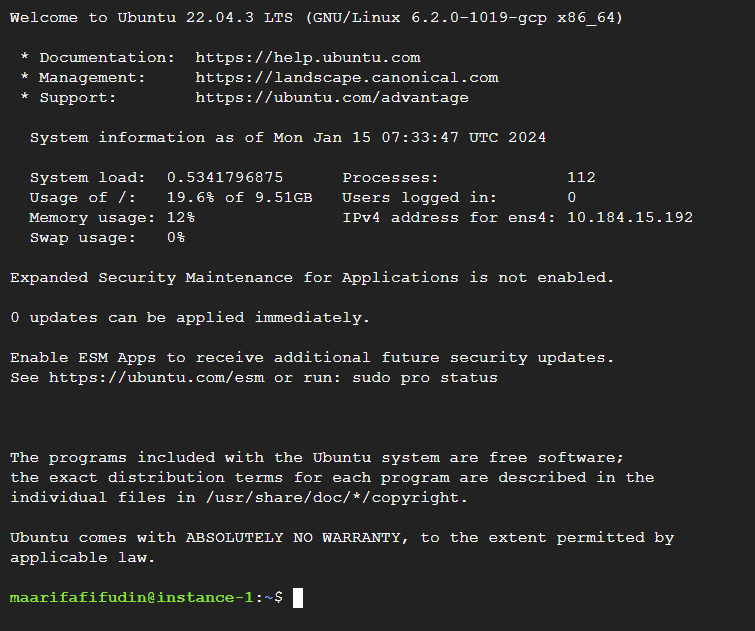 Welcome to Ubuntu 22.04.3 LTS (GNU/Linux 6.2.0-1019-gcp x86_64)
* Documentation:  https://help.ubuntu.com
* Management:     https://landscape.canonical.com
* Support:        https://ubuntu.com/advantage
System information as of Mon Jan 15 07:33:47 UTC 2024
System load:  0.5341796875      Processes:             112
Usage of /:   19.6% of 9.51GB   Users logged in:       0
Memory usage: 12%               IPv4 address for ens4: 10.184.15.192
Swap usage:   0%
Expanded Security Maintenance for Applications is not enabled.
0 updates can be applied immediately.
Enable ESM Apps to receive additional future security updates.
See https://ubuntu.com/esm or run: sudo pro status
The programs included with the Ubuntu system are free software;
the exact distribution terms for each program are described in the
individual files in /usr/share/doc/*/copyright.
Ubuntu comes with ABSOLUTELY NO WARRANTY, to the extent permitted by
applicable law.
maarifafifudin@instance-1:~$